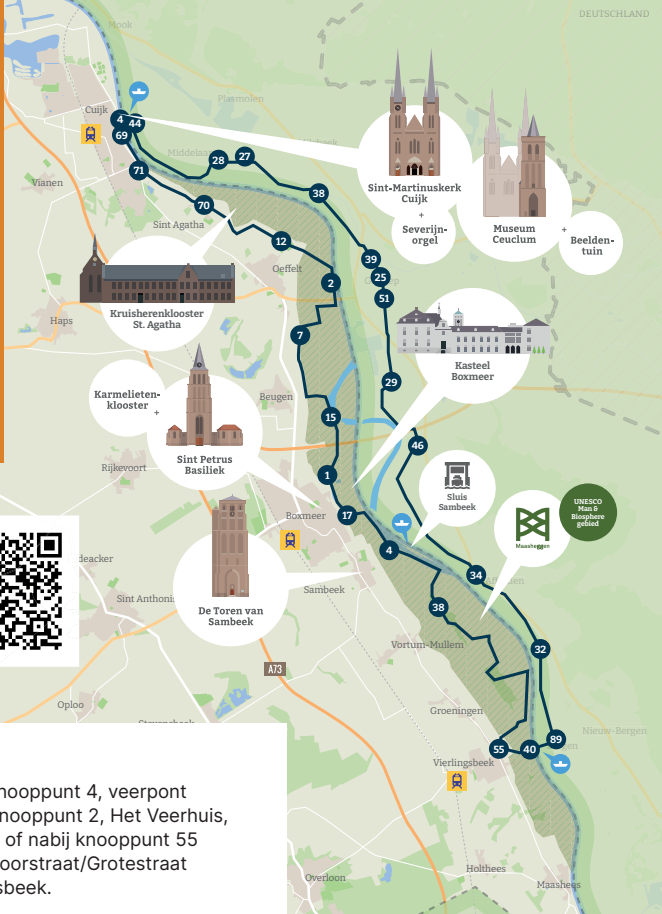 DEUTSCHLAND
Mook
Plasmolen
Cuijk
4
44
69
Middelaar
28
27
71
38
Vianen
70
Sint Agatha
12
Sint-Martinuskerk
Cuijk
+
Severijn-
orgel
Museum
Ceuclum
+
Beelden-
tuin
39
25
51
Oeffelt
2
Kruisherenklooster
St. Agatha
Haps
7
Kasteel
Boxmeer
29
Karmelieten-
klooster
+
Beugen
15
46
Sint Petrus
Basiliek
Rijkevoort
1
Sluis
Sambeek
UNESCO
Man &
Biosphere
gebied
17
Boxmeer
4
deacker
Sint Anthonis
Sambeek
34
38
De Toren van
Sambeek
Vortum-Mullem
32
A73
Oploo
Groeningen
Nieuw-Bergen
89
55
40
Vierlingsbeek
nooppunt 4, veerpont
nooppunt 2, Het Veerhuis,
of nabij knooppunt 55
oorstraat/Grotestraat
sbeek.
Overloon
Holthees
Maashees